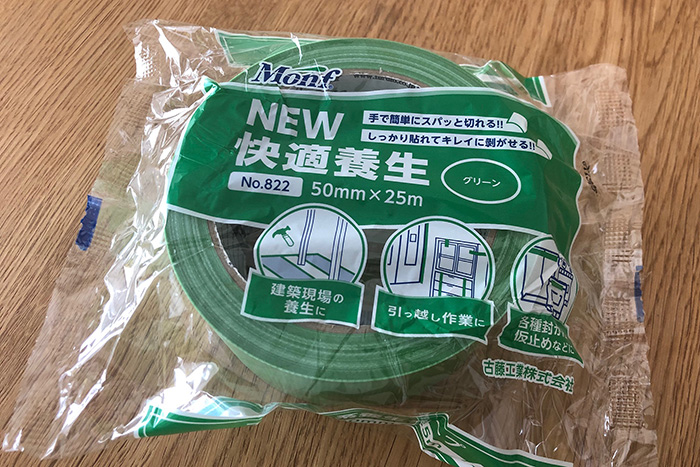 Monf
NEW
快適養生
手で簡単にスパッと切れる!!
しっかり貼れてキレイに剥がせる!!
グリーン
No.822
50mm×25m
建築現場の
養生に
引っ越し作業に
各種封
仮止めなどに
古藤工業株式会社